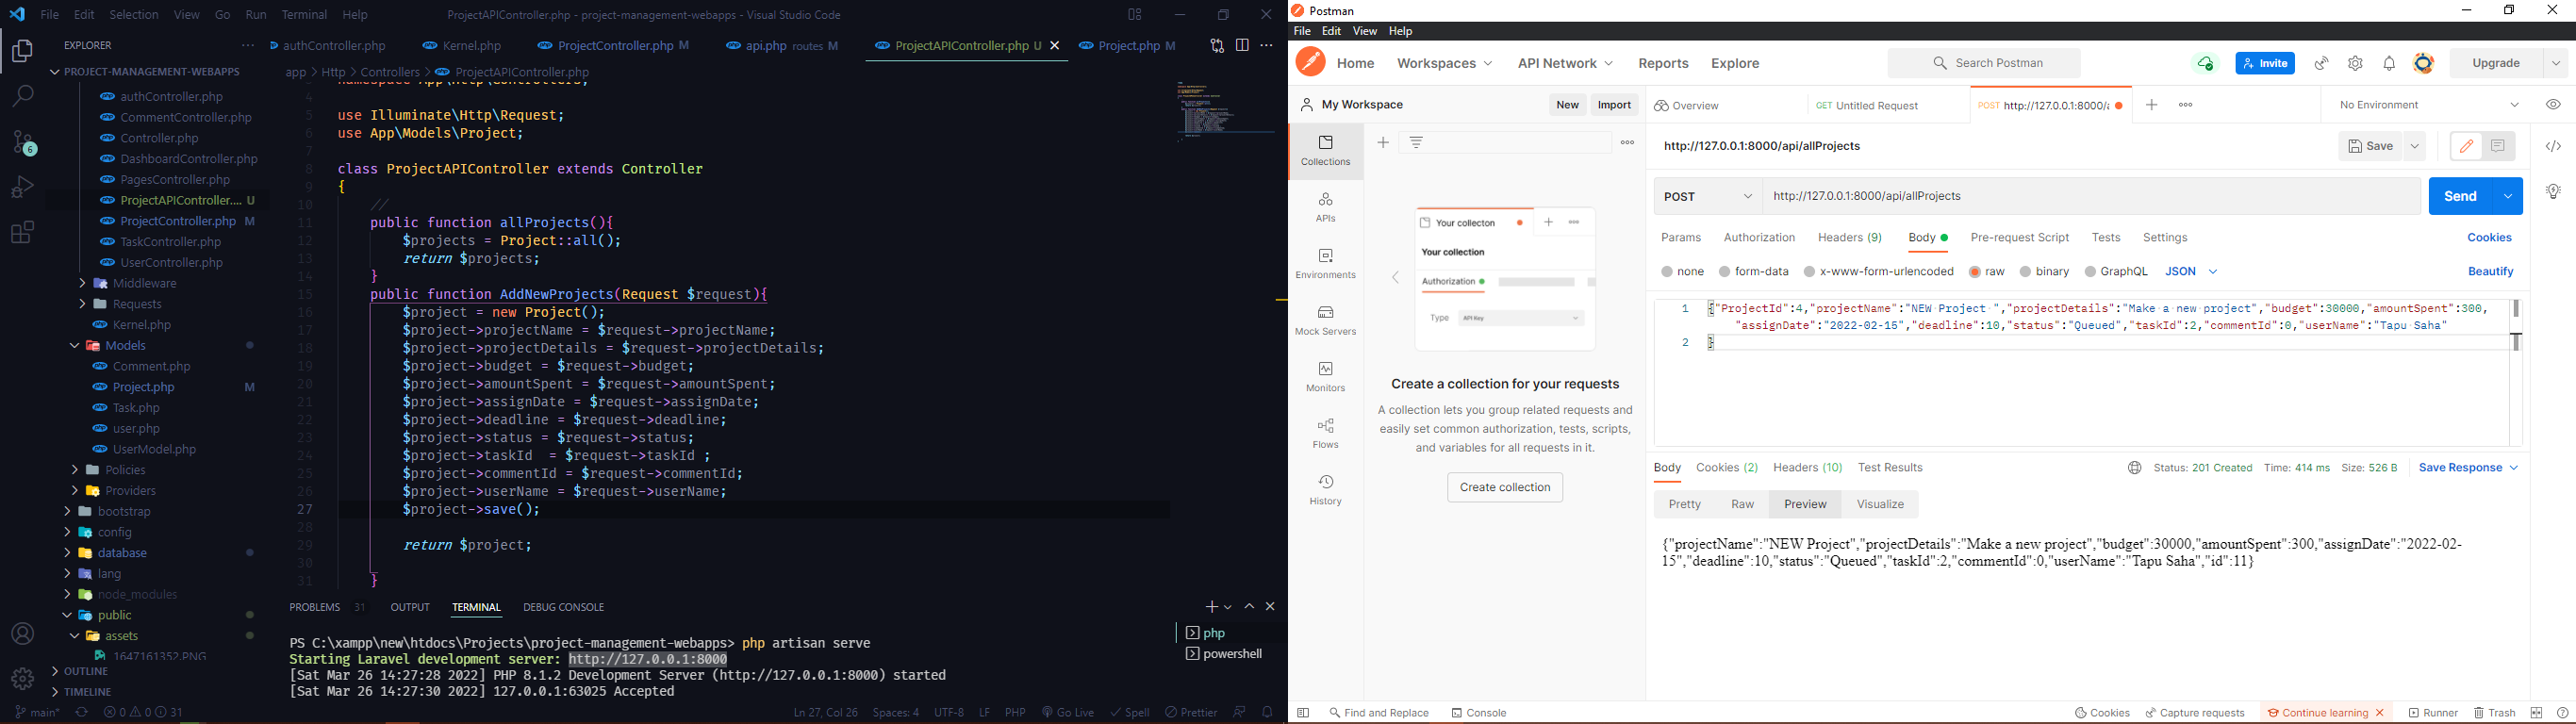 File Edit Selection View Go Run Terminal Help
ProjectAPIController.php - project-management-webapps - Visual Studio Code
EXPLORER
PROJECT-MANAGEMENT-WEBAPPS
authController.php
CommentController.php
Controller.php
DashboardController.php
PagesController.php
ProjectAPIController.... U
ProjectController.php M
TaskController.php
UserController.php
Middleware
Requests
Kernel.php
Models
Comment.php
Project.php M
Task.php
user.php
UserModel.php
Policies
Providers
bootstrap
config
database
lang
node_modules
public
assets
1647161352.PNG
OUTLINE
TIMELINE
6
authController.php Kernel.php ProjectController.php M api.php routes M ProjectAPIController.php U Project.php M
app > Http > Controllers > ProjectAPIController.php
namespace App\Http\Controllers;
4
5 use Illuminate\Http\Request;
6 use App\Models\Project;
7
8 class ProjectAPIController extends Controller
9 {
10 //
11 public function allProjects(){
12 $projects = Project::all();
13 return $projects;
14 }
15 public function AddNewProjects(Request $request){
16 $project = new Project();
17 $project->projectName = $request->projectName;
18 $project->projectDetails = $request->projectDetails;
19 $project->budget = $request->budget;
20 $project->amountSpent = $request->amountSpent;
21 $project->assignDate = $request->assignDate;
22 $project->deadline = $request->deadline;
23 $project->status = $request->status;
24 $project->taskId  = $request->taskId ;
25 $project->commentId = $request->commentId;
26 $project->userName = $request->userName;
27 $project->save();
28
29 return $project;
30
31 }
PROBLEMS 31 OUTPUT TERMINAL DEBUG CONSOLE
PS C:\xampp\new\htdocs\Projects\project-management-webapps> php artisan serve
Starting Laravel development server: http://127.0.0.1:8000
[Sat Mar 26 14:27:28 2022] PHP 8.1.2 Development Server (http://127.0.0.1:8000) started
[Sat Mar 26 14:27:30 2022] 127.0.0.1:63025 Accepted
php
powershell
main* 0 0 31
Ln 27, Col 26 Spaces: 4 UTF-8 LF PHP Go Live Spell Prettier
Postman
File Edit View Help
Home Workspaces API Network Reports Explore
Search Postman
Invite
Upgrade
My Workspace New Import
Collections
APIs
Environments
Mock Servers
Monitors
Flows
History
Your collecton
Your collection
Authorization
Type API Key
Create a collection for your requests
A collection lets you group related requests and
easily set common authorization, tests, scripts,
and variables for all requests in it.
Create collection
Overview GET Untitled Request POST http://127.0.0.1:8000/a No Environment
http://127.0.0.1:8000/api/allProjects
Save
POST http://127.0.0.1:8000/api/allProjects Send
Params Authorization Headers (9) Body Pre-request Script Tests Settings Cookies
none form-data x-www-form-urlencoded raw binary GraphQL JSON Beautify
1 {"ProjectId":4,"projectName":"NEW Project ","projectDetails":"Make a new project","budget":30000,"amountSpent":300,
"assignDate":"2022-02-15","deadline":10,"status":"Queued","taskId":2,"commentId":0,"userName":"Tapu Saha"
2 }
Body Cookies (2) Headers (10) Test Results Status: 201 Created Time: 414 ms Size: 526 B Save Response
Pretty Raw Preview Visualize
{"projectName":"NEW Project","projectDetails":"Make a new project","budget":30000,"amountSpent":300,"assignDate":"2022-02-
15","deadline":10,"status":"Queued","taskId":2,"commentId":0,"userName":"Tapu Saha","id":11}
Find and Replace Console
Cookies Capture requests Continue learning Runner Trash